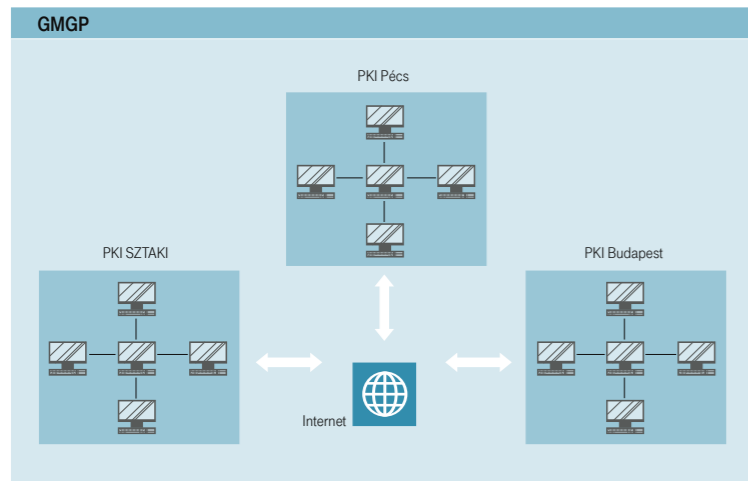 GMGP
PKI Pécs
PKI SZTAKI
PKI Budapest
Internet